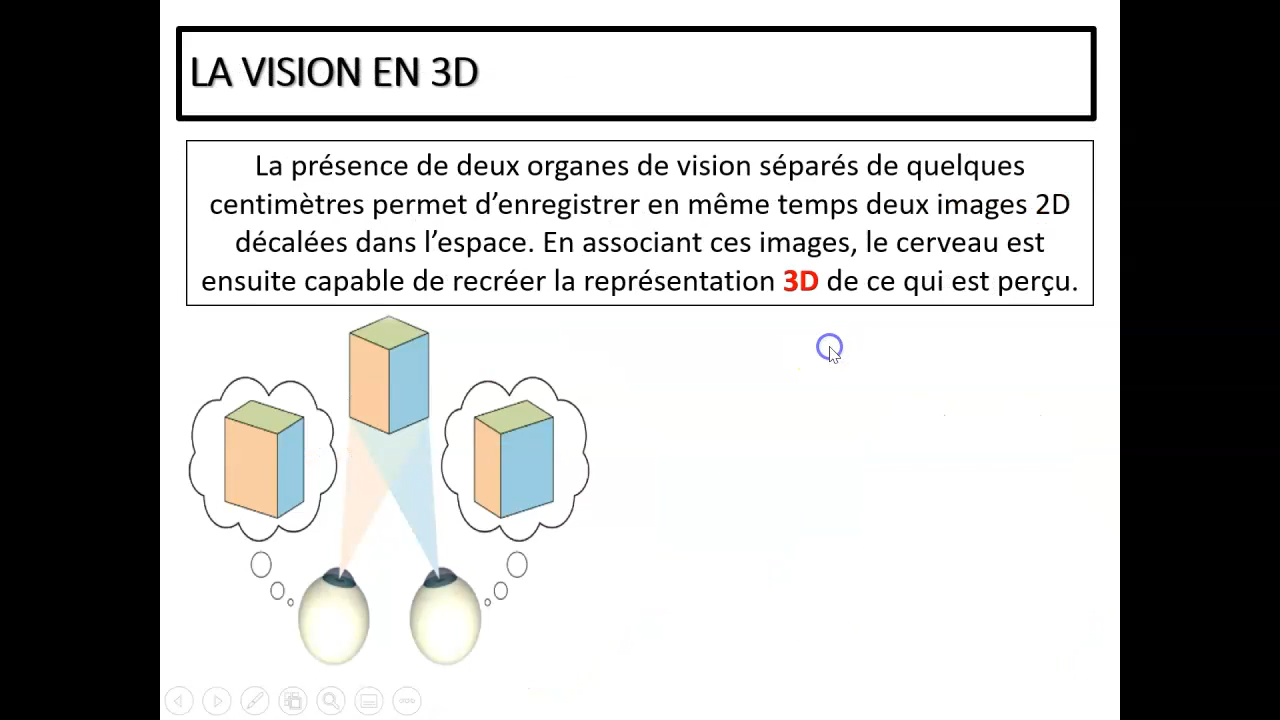 LA VISION EN 3D
La présence de deux organes de vision séparés de quelques
centimètres permet d’enregistrer en même temps deux images 2D
décalées dans l’espace. En associant ces images, le cerveau est
ensuite capable de recréer la représentation 3D de ce qui est perçu.